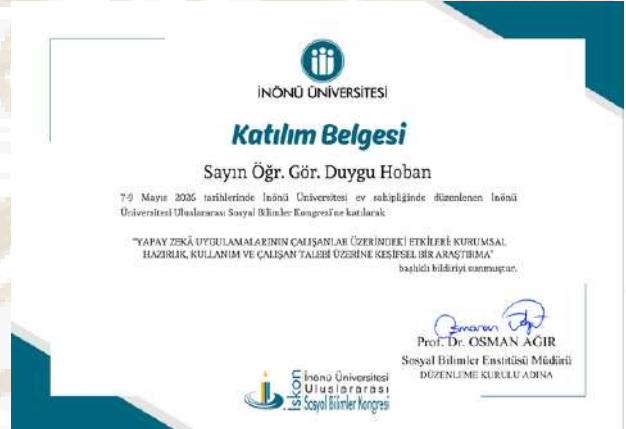 İNÖNÜ ÜNİVERSİTESİ
Katılım Belgesi
Sayın Öğr. Gör. Duygu Hoban
7-9 Mayıs 2026 tarihlerinde İnönü Üniversitesi ev sahipliğinde düzenlenen İnönü
Üniversitesi Uluslararası Sosyal Bilimler Kongresi'ne katılarak
"YAPAY ZEKÂ UYGULAMALARININ ÇALIŞANLAR ÜZERİNDEKİ ETKİLERİ: KURUMSAL
HAZIRLIK, KULLANIM VE ÇALIŞAN TALEBİ ÜZERİNE KEŞİFSEL BİR ARAŞTIRMA"
başlıklı bildiriyi sunmuştur.
Prof. Dr. OSMAN AĞIR
Sosyal Bilimler Enstitüsü Müdürü
DÜZENLEME KURULU ADINA
iskon
İnönü Üniversitesi
Uluslararası
Sosyal Bilimler Kongresi